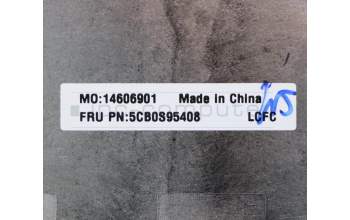 MO:14606901 Made in China
FRU PN:5CB0S95408 LCFC